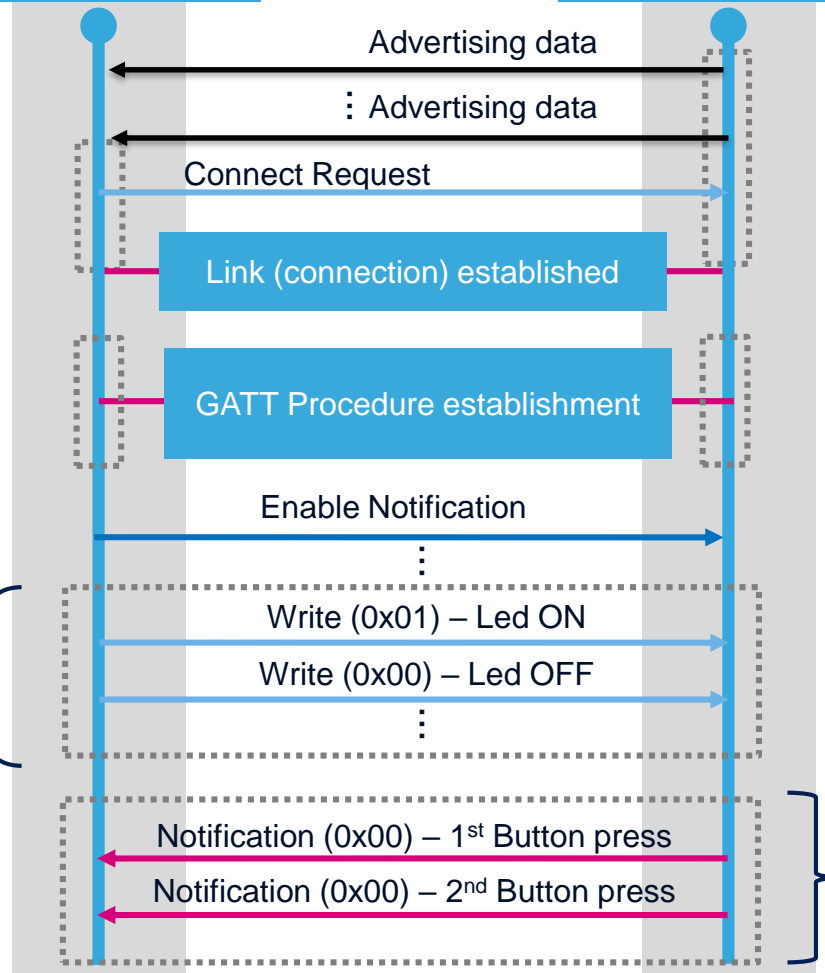 Advertising data
⋮ Advertising data
Connect Request
Link (connection) established
GATT Procedure establishment
Enable Notification
⋮
Write (0x01) – Led ON
Write (0x00) – Led OFF
⋮
Notification (0x00) – 1st Button press
Notification (0x00) – 2nd Button press